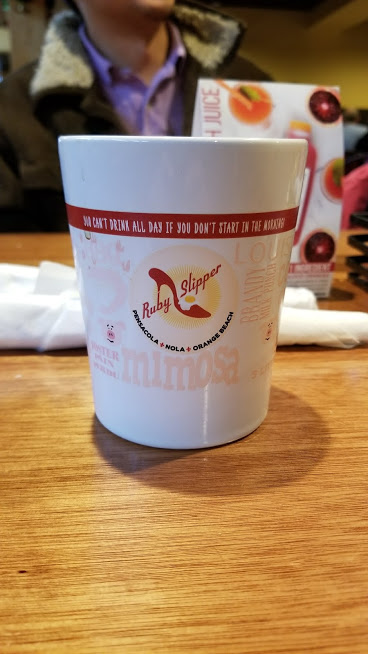 H JUICE
YOU CAN'T DRINK ALL DAY IF YOU DON'T START IN THE MORNING!
Ruby Slipper
PENSACOLA + NOLA + ORANGE BEACH
BRANDY
mimosa